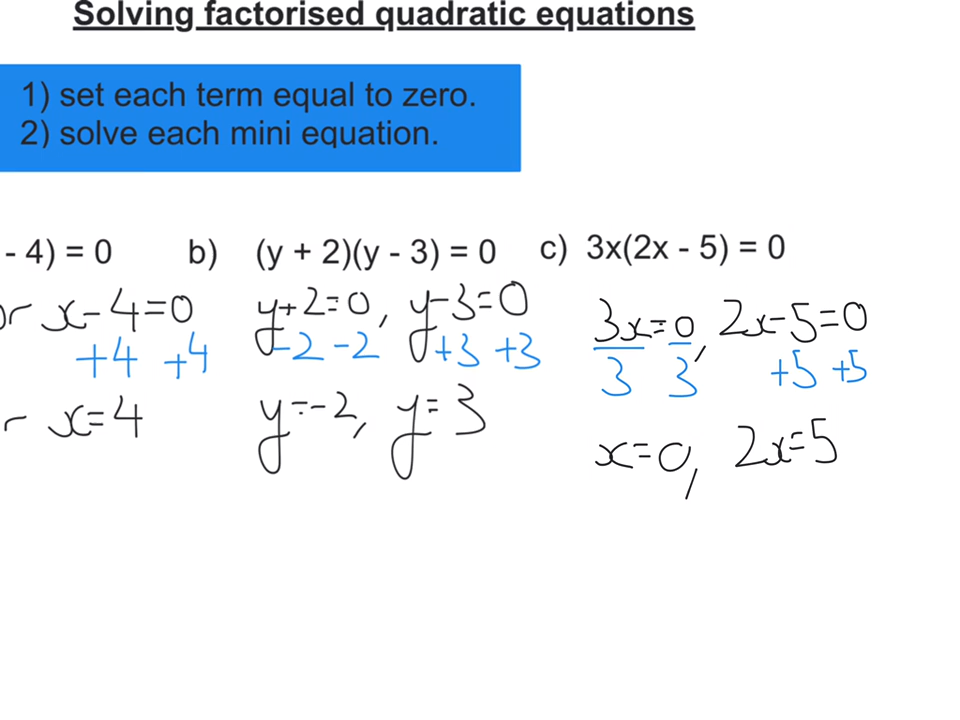 Solving factorised quadratic equations
1) set each term equal to zero.
2) solve each mini equation.
- 4) = 0
or x-4=0
+4 +4
x=4
b) (y + 2)(y - 3) = 0
y+2=0, y-3=0
-2 -2 +3 +3
y=-2, y=3
c) 3x(2x - 5) = 0
3x=0, 2x-5=0
3 3 +5 +5
x=0, 2x=5